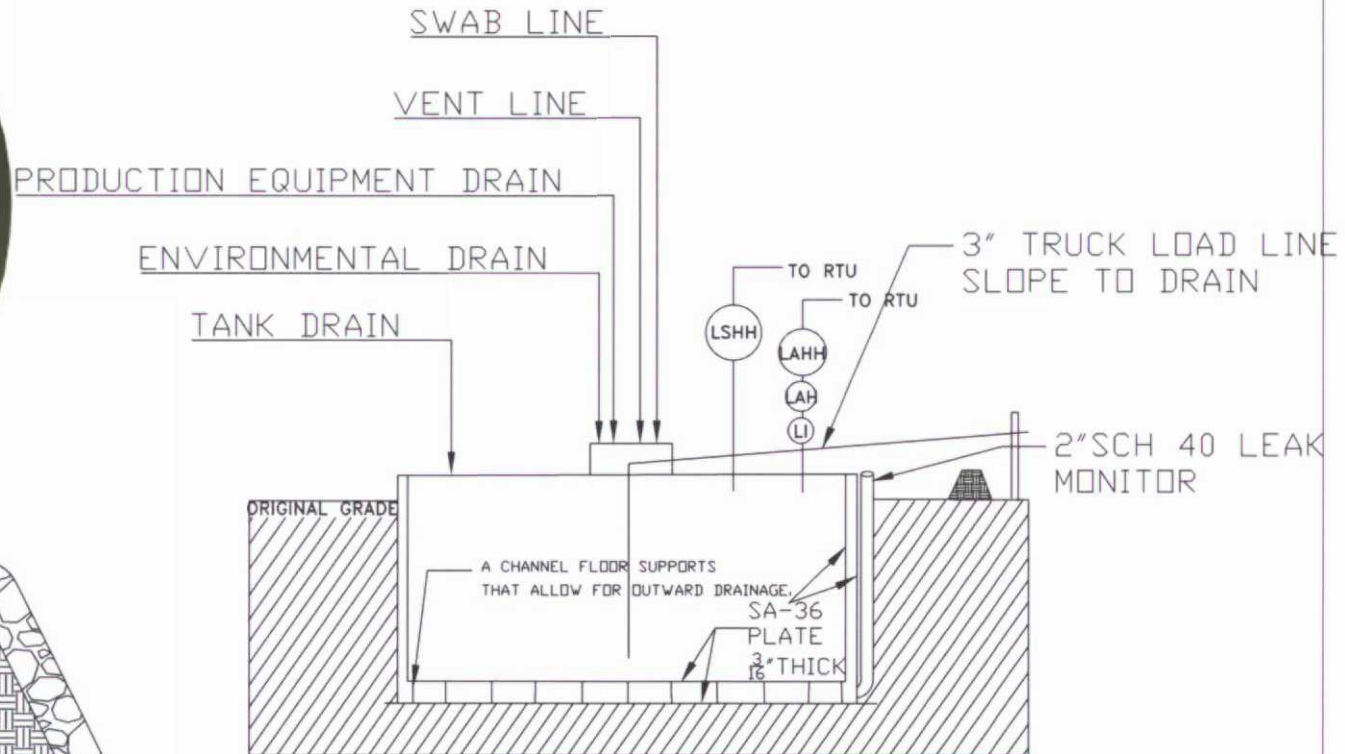 SWAB LINE
VENT LINE
PRODUCTION EQUIPMENT DRAIN
ENVIRONMENTAL DRAIN
TANK DRAIN
TO RTU
TO RTU
3" TRUCK LOAD LINE
SLOPE TO DRAIN
LSHH
LAHH
LAH
LI
2"SCH 40 LEAK
MONITOR
ORIGINAL GRADE
A CHANNEL FLOOR SUPPORTS
THAT ALLOW FOR OUTWARD DRAINAGE.
SA-36
PLATE
3/16"THICK